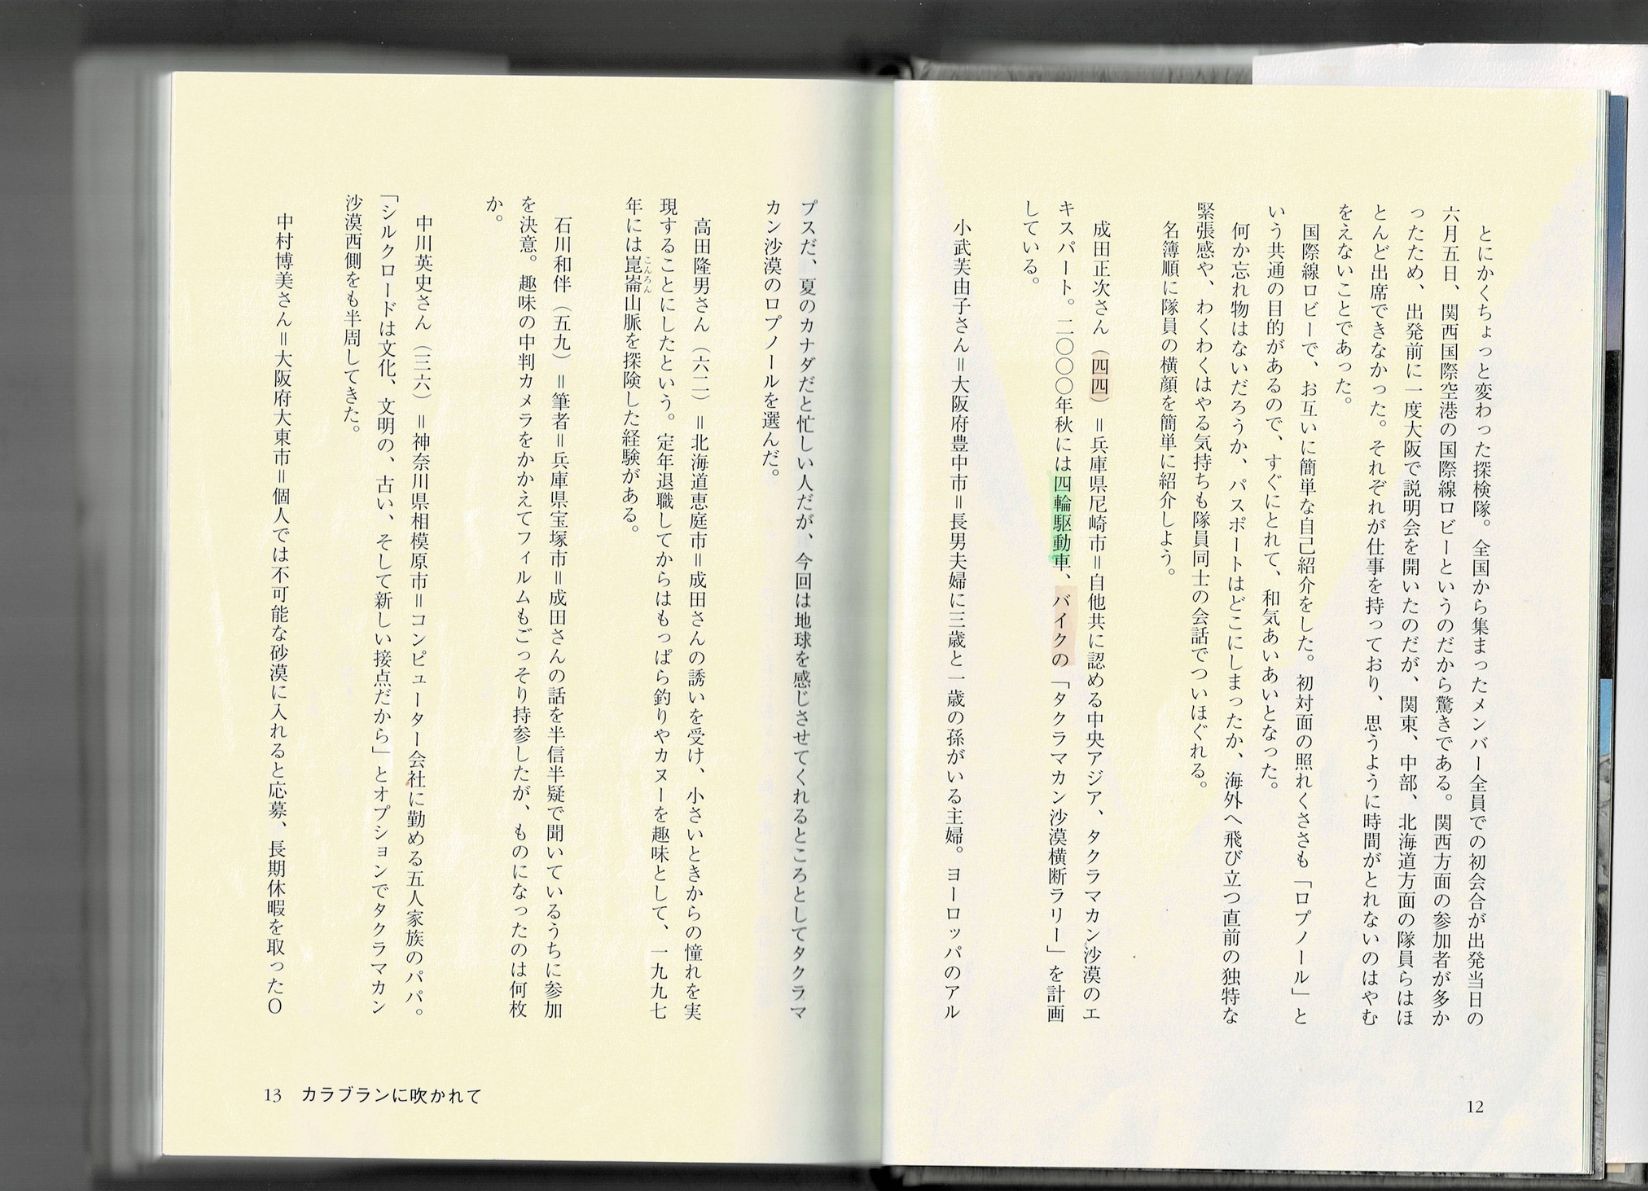 とにかくちょっと変わった探検隊。全国から集まったメンバー全員での初会合が出発当日の
六月五日、関西国際空港の国際線ロビーというのだから驚きである。関西方面の参加者が多か
ったため、出発前に一度大阪で説明会を開いたのだが、関東、中部、北海道方面の隊員らはほ
とんど出席できなかった。それぞれが仕事を持っており、思うように時間がとれないのはやむ
をえないことであった。
国際線ロビーで、お互いに簡単な自己紹介をした。初対面の照れくささも「ロプノール」と
いう共通の目的があるので、すぐにとれて、和気あいあいとなった。
何か忘れ物はないだろうか、パスポートはどこにしまったか、海外へ飛び立つ直前の独特な
緊張感や、わくわくはやる気持ちも隊員同士の会話でついほぐれる。
名簿順に隊員の横顔を簡単に紹介しよう。
成田正次さん（四四）＝兵庫県尼崎市＝自他共に認める中央アジア、タクラマカン沙漠のエ
キスパート。二〇〇〇年秋には四輪駆動車、バイクの「タクラマカン沙漠横断ラリー」を計画
している。
小武芙由子さん＝大阪府豊中市＝長男夫婦に三歳と一歳の孫がいる主婦。ヨーロッパのアル
12
プスだ、夏のカナダだと忙しい人だが、今回は地球を感じさせてくれるところとしてタクラマ
カン沙漠のロプノールを選んだ。
高田隆男さん（六二）＝北海道恵庭市＝成田さんの誘いを受け、小さいときからの憧れを実
現することにしたという。定年退職してからはもっぱら釣りやカヌーを趣味として、一九九七
年には崑崙山脈を探険した経験がある。
こんろん
石川和伴（五九）＝筆者＝兵庫県宝塚市＝成田さんの話を半信半疑で聞いているうちに参加
を決意。趣味の中判カメラをかかえてフィルムもごっそり持参したが、ものになったのは何枚
か。
中川英史さん（三六）＝神奈川県相模原市＝コンピューター会社に勤める五人家族のパパ。
「シルクロードは文化、文明の、古い、そして新しい接点だから」とオプションでタクラマカン
沙漠西側をも半周してきた。
中村博美さん＝大阪府大東市＝個人では不可能な砂漠に入れると応募、長期休暇を取ったO
13 カラブランに吹かれて